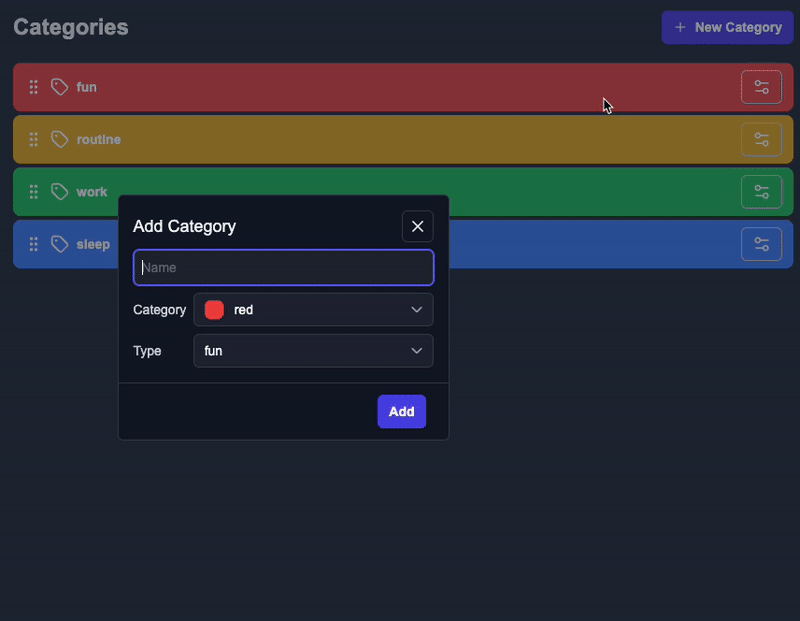 Categories
+ New Category
fun
routine
work
sleep
Add Category
Name
Category
red
Type
fun
Add